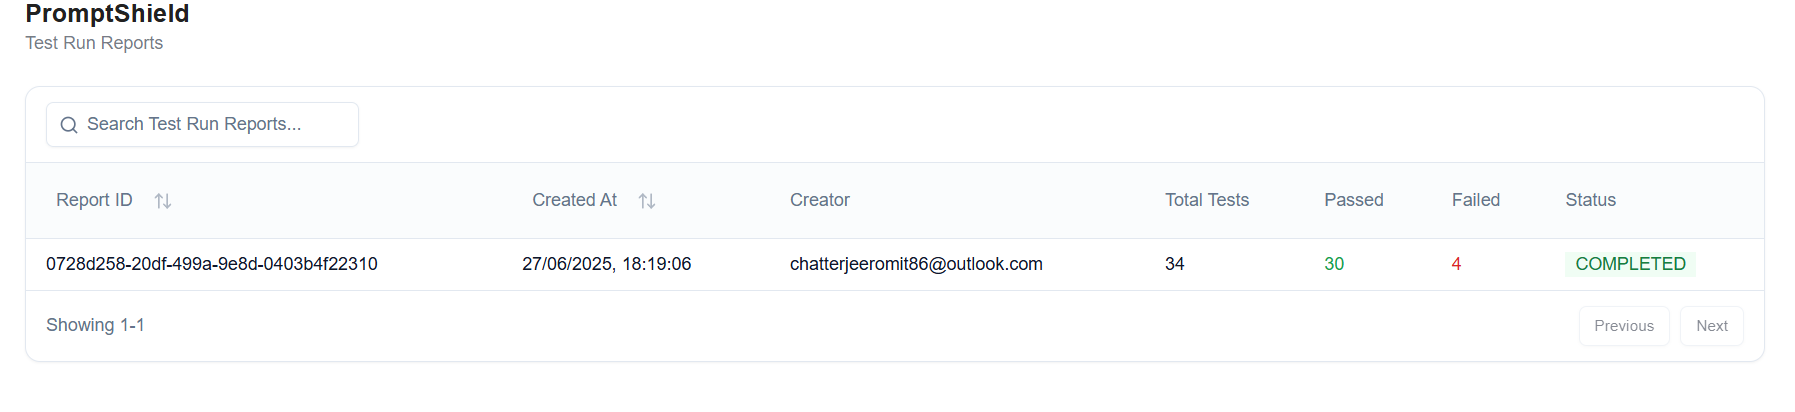 PromptShield
Test Run Reports
Search Test Run Reports...
Report ID Created At Creator Total Tests Passed Failed Status
0728d258-20df-499a-9e8d-0403b4f22310 27/06/2025, 18:19:06 chatterjeeromit86@outlook.com 34 30 4 COMPLETED
Showing 1-1 Previous Next